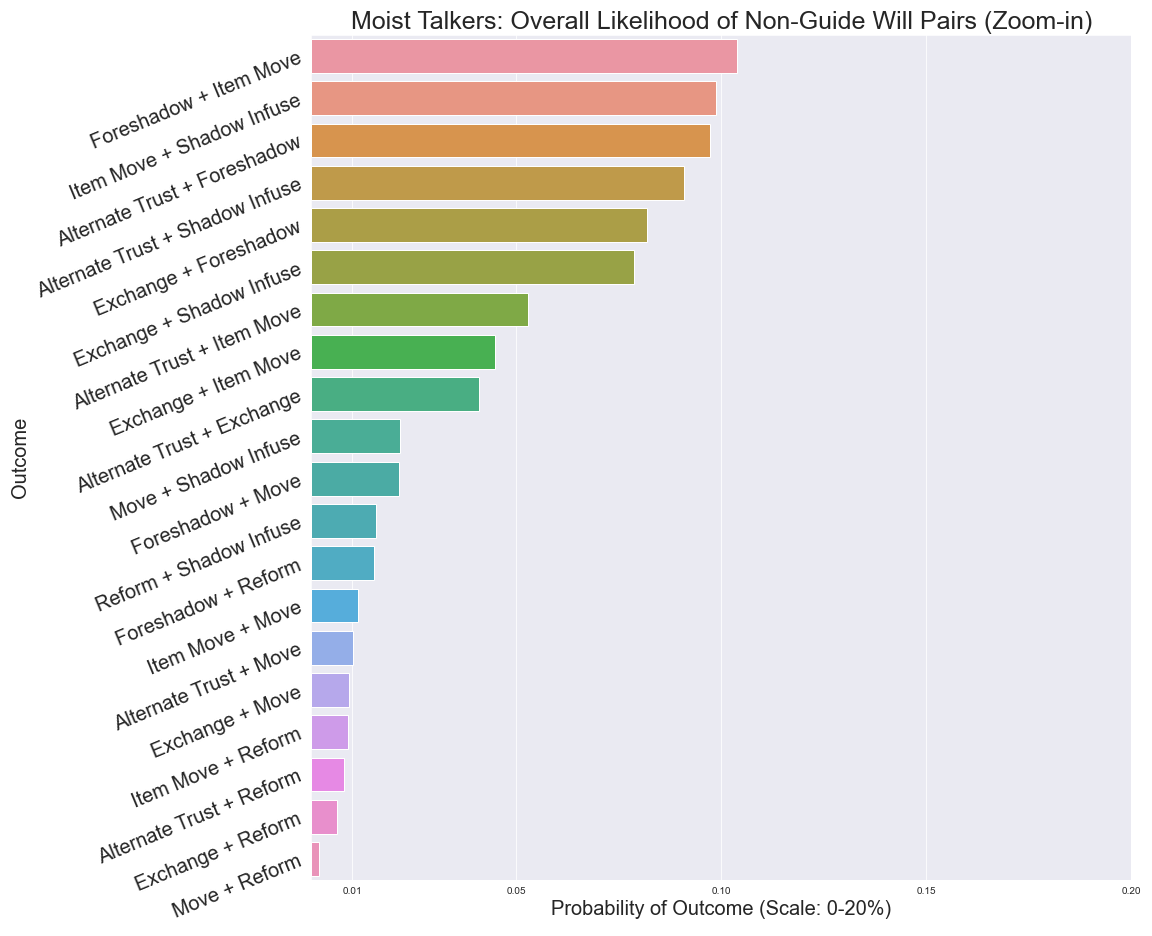 Moist Talkers: Overall Likelihood of Non-Guide Will Pairs (Zoom-in)
Outcome
Foreshadow + Item Move
Item Move + Shadow Infuse
Alternate Trust + Foreshadow
Alternate Trust + Shadow Infuse
Exchange + Foreshadow
Exchange + Shadow Infuse
Alternate Trust + Item Move
Exchange + Item Move
Alternate Trust + Exchange
Move + Shadow Infuse
Foreshadow + Move
Reform + Shadow Infuse
Foreshadow + Reform
Item Move + Move
Alternate Trust + Move
Exchange + Move
Item Move + Reform
Alternate Trust + Reform
Exchange + Reform
Move + Reform
0.01 0.05 0.10 0.15 0.20
Probability of Outcome (Scale: 0-20%)